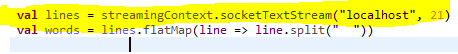 val lines = streamingContext.socketTextStream("localhost", 21)
val words = lines.flatMap(line => line.split("  "))